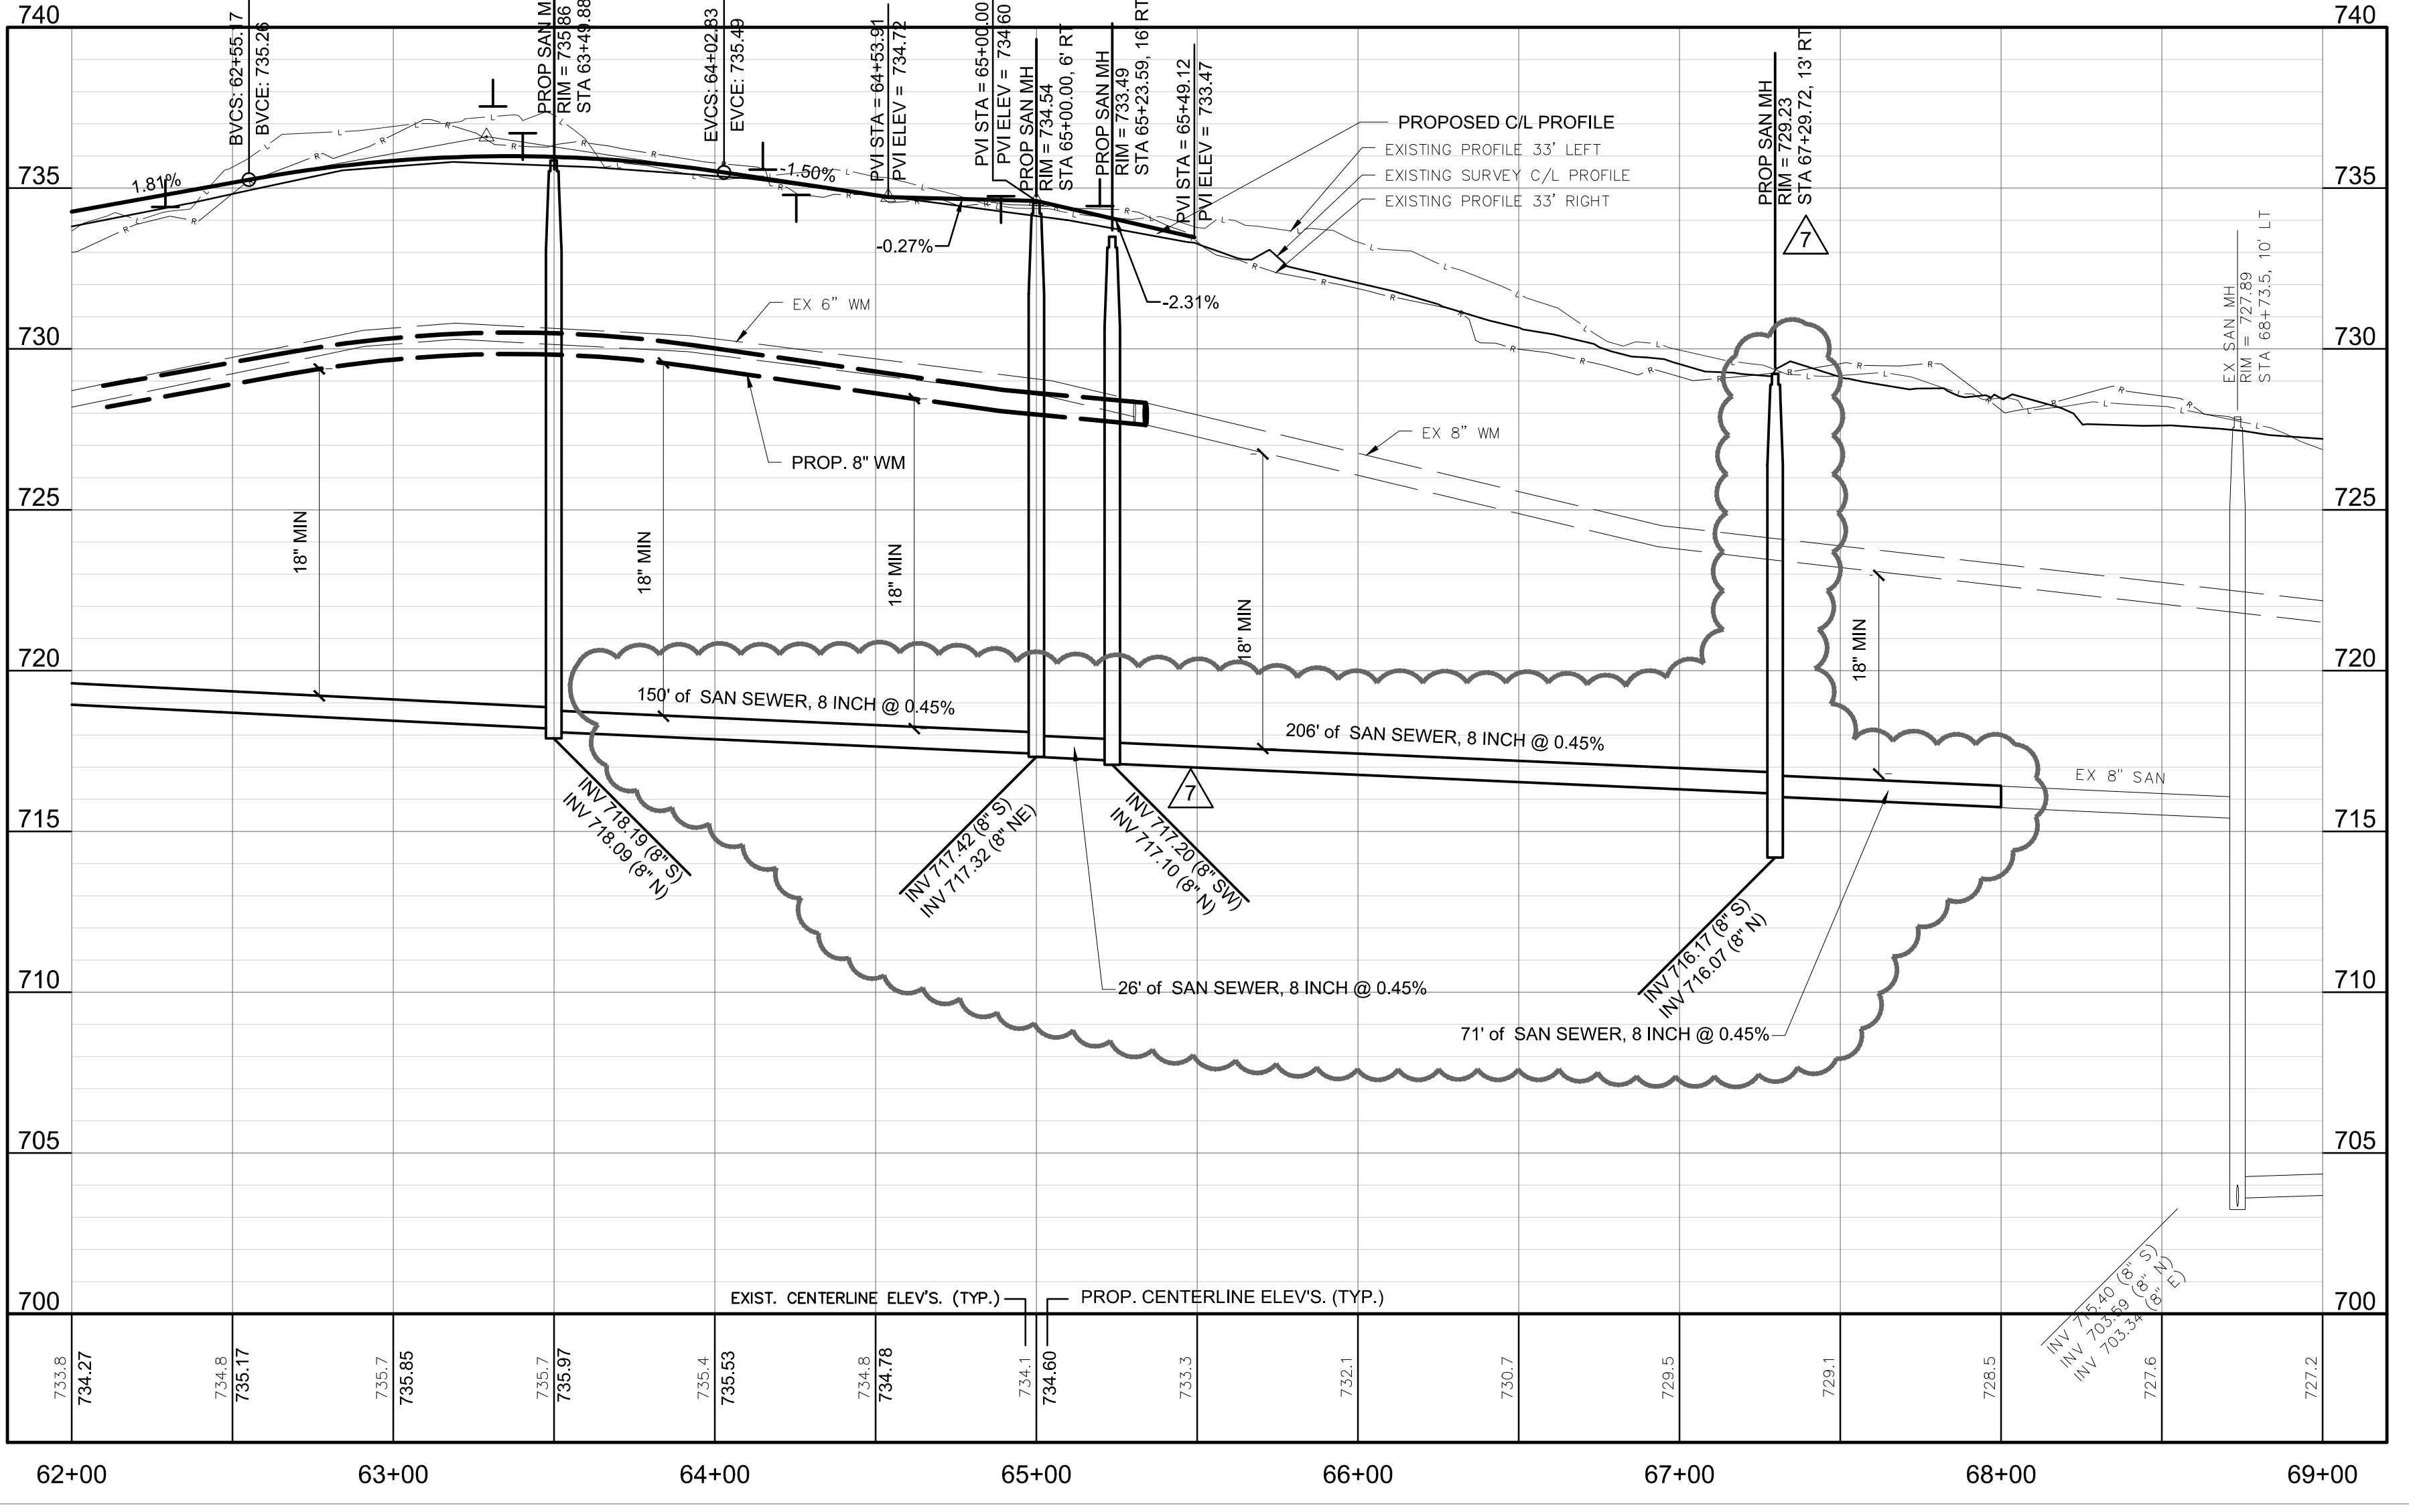 740
740
BVCS: 62+55.17
BVCE: 735.26
PROP SAN M
RIM = 735.86
STA 63+49.88
EVCS: 64+02.83
EVCE: 735.49
PVI STA = 64+53.91
PVI ELEV = 734.72
PVI STA = 65+00.00
PVI ELEV = 734.60
PROP SAN MH
RIM = 734.54
STA 65+00.00, 6' RT
PROP SAN MH
RIM = 733.49
STA 65+23.59, 16' RT
PVI STA = 65+49.12
PVI ELEV = 733.47
PROPOSED C/L PROFILE
EXISTING PROFILE 33' LEFT
EXISTING SURVEY C/L PROFILE
EXISTING PROFILE 33' RIGHT
PROP SAN MH
RIM = 729.23
STA 67+29.72, 13' RT
7
EX SAN MH
RIM = 727.89
STA 68+73.5, 10' LT
735
735
1.81%
-1.50%
-0.27%
-2.31%
EX 6" WM
730
730
EX 8" WM
PROP. 8" WM
725
725
18" MIN
18" MIN
18" MIN
18" MIN
18" MIN
720
720
150' of SAN SEWER, 8 INCH @ 0.45%
206' of SAN SEWER, 8 INCH @ 0.45%
EX 8" SAN
7
715
715
INV 718.19 (8" S)
INV 718.09 (8" N)
INV 717.42 (8" S)
INV 717.32 (8" NE)
INV 717.20 (8" SW)
INV 717.10 (8" N)
INV 716.17 (8" S)
INV 716.07 (8" N)
710
710
26' of SAN SEWER, 8 INCH @ 0.45%
71' of SAN SEWER, 8 INCH @ 0.45%
705
705
INV 715.40 (8" S)
INV 703.59 (8" N)
INV 703.34 (8" E)
700
700
EXIST. CENTERLINE ELEV'S. (TYP.)
PROP. CENTERLINE ELEV'S. (TYP.)
733.8
734.27
734.8
735.17
735.7
735.85
735.7
735.97
735.4
735.53
734.8
734.78
734.1
734.60
733.3
732.1
730.7
729.5
729.1
728.5
727.6
727.2
62+00
63+00
64+00
65+00
66+00
67+00
68+00
69+00